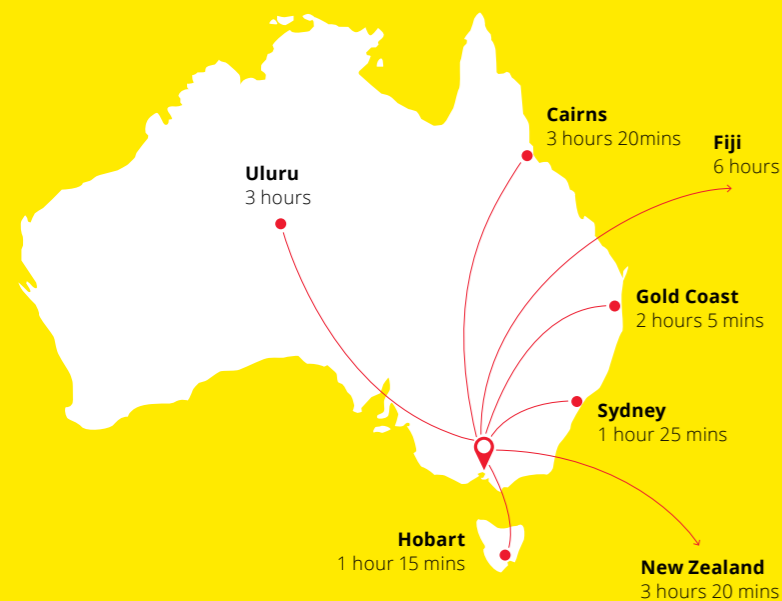 Cairns
3 hours 20mins
Fiji
6 hours
Uluru
3 hours
Gold Coast
2 hours 5 mins
Sydney
1 hour 25 mins
Hobart
1 hour 15 mins
New Zealand
3 hours 20 mins